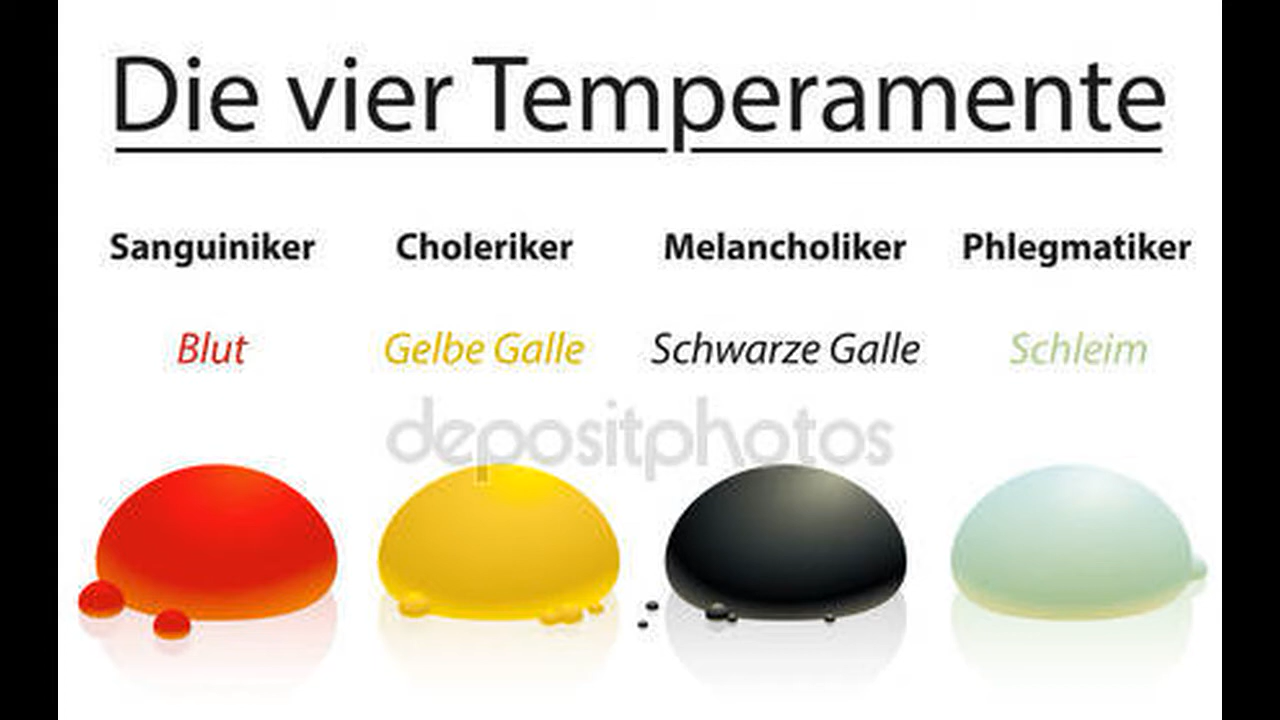 Die vier Temperamente
Sanguiniker Choleriker Melancholiker Phlegmatiker
Blut Gelbe Galle Schwarze Galle Schleim
depositphotos